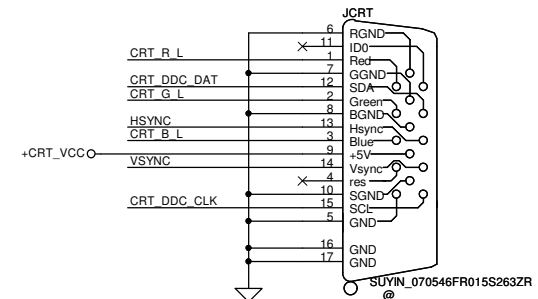 JCRT
6 RGND
11 ID0
CRT_R_L 1 Red
7 GGND
CRT_DDC_DAT 12 SDA
CRT_G_L 2 Green
8 BGND
HSYNC 13 Hsync
CRT_B_L 3 Blue
+CRT_VCC 9 +5V
VSYNC 14 Vsync
4 res
10 SGND
CRT_DDC_CLK 15 SCL
5 GND
16 GND
17 GND
SUYIN_070546FR015S263ZR
@